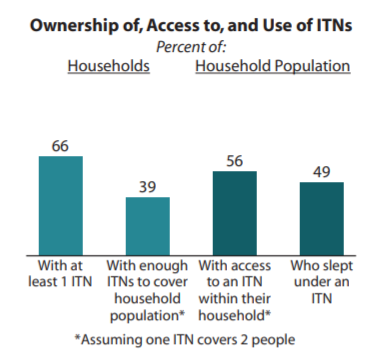 Ownership of, Access to, and Use of ITNs
Percent of:
Households
Household Population
66
39
56
49
With at
least 1 ITN
With enough
ITNs to cover
household
population*
With access
to an ITN
within their
household*
Who slept
under an
ITN
*Assuming one ITN covers 2 people